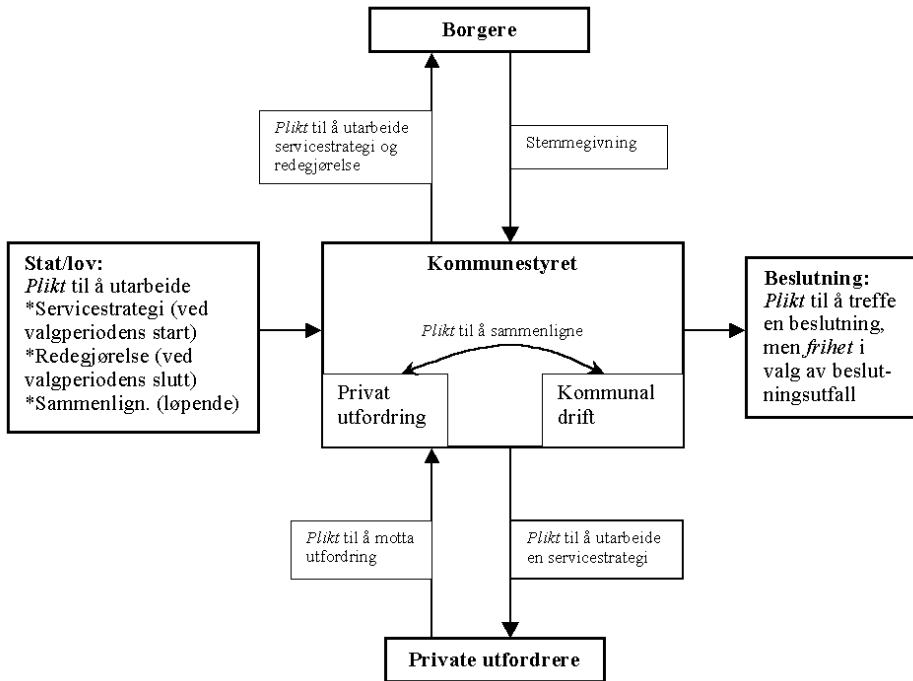 Borgere
Plikt til å utarbeide
servicestrategi og
redegjørelse
Stemmegivning
Stat/lov:
Plikt til å utarbeide
*Servicestrategi (ved
valgperiodens start)
*Redegjørelse (ved
valgperiodens slutt)
*Sammenlign. (løpende)
Kommunestyret
Plikt til å sammenligne
Privat
utfordring
Kommunal
drift
Beslutning:
Plikt til å treffe
en beslutning,
men frihet i
valg av beslut-
ningsutfall
Plikt til å motta
utfordring
Plikt til å utarbeide
en servicestrategi
Private utfordrere